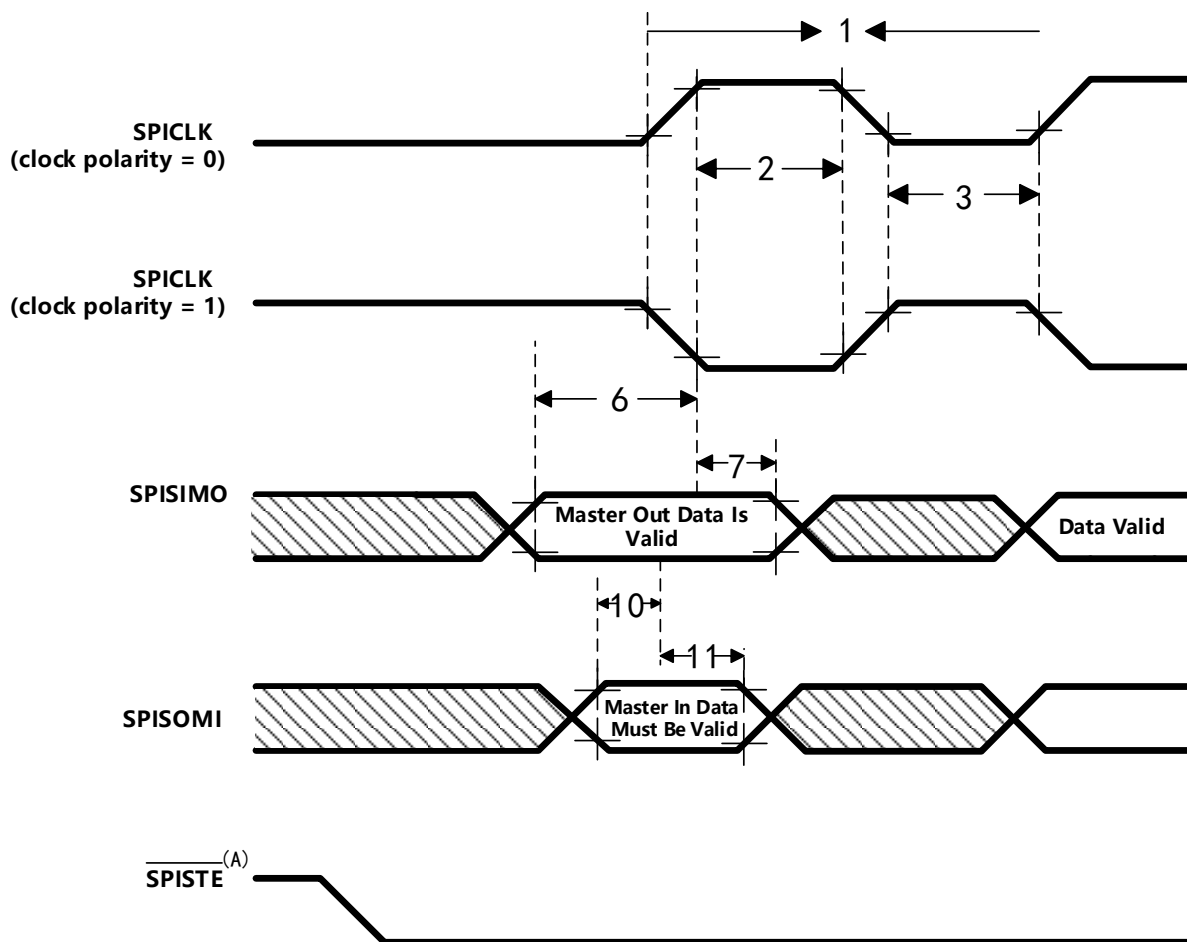 1
SPICLK
(clock polarity = 0)
2
3
SPICLK
(clock polarity = 1)
6
7
SPISIMO
Master Out Data Is
Valid
Data Valid
10
11
SPISOMI
Master In Data
Must Be Valid
SPISTE(A)